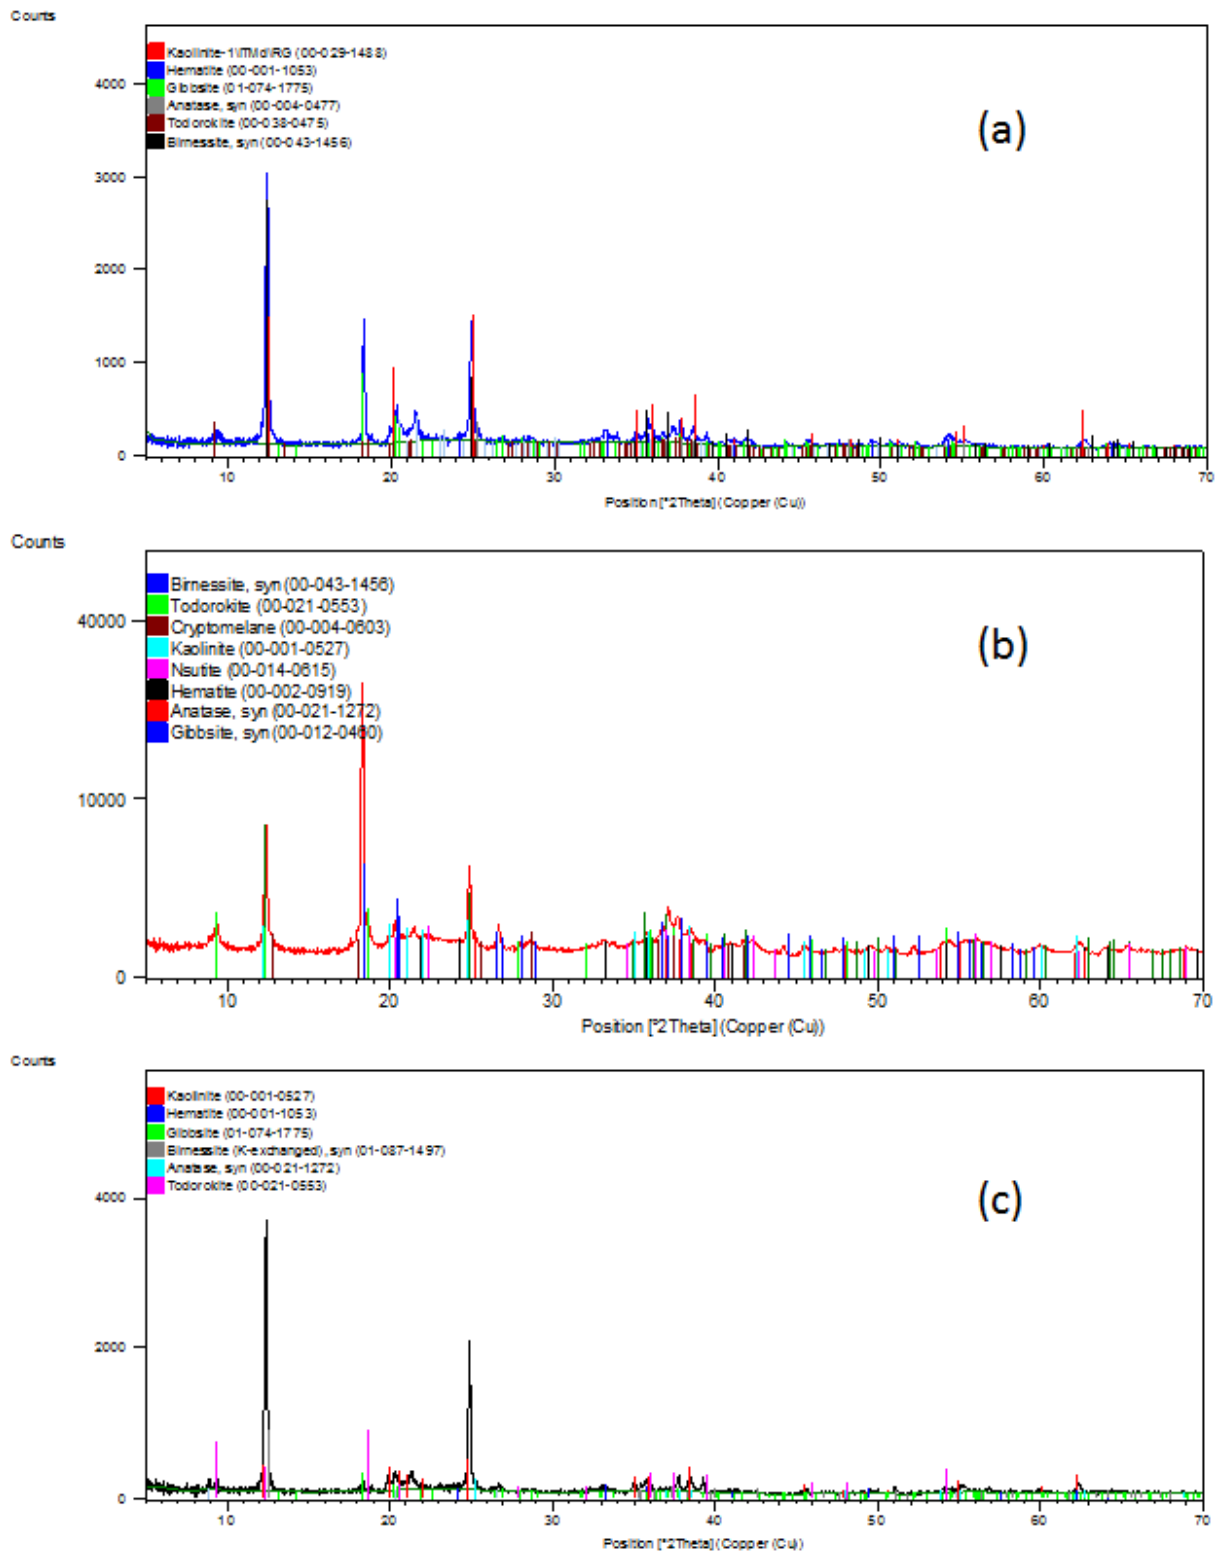 Counts
Kaolinite-1\ITMd\RG (00-029-1488)
Hematite (00-001-1053)
Gibbsite (01-074-1775)
Anatase, syn (00-004-0477)
Todorokite (00-038-0475)
Birnessite, syn (00-043-1456)
(a)
4000
3000
2000
1000
0
10 20 30 40 50 60 70
Position [°2Theta] (Copper (Cu))
Counts
Birnessite, syn (00-043-1456)
Todorokite (00-021-0553)
Cryptomelane (00-004-0603)
Kaolinite (00-001-0527)
Nsutite (00-014-0615)
Hematite (00-002-0919)
Anatase, syn (00-021-1272)
Gibbsite, syn (00-012-0460)
(b)
40000
10000
0
10 20 30 40 50 60 70
Position [°2Theta] (Copper (Cu))
Counts
Kaolinite (00-001-0527)
Hematite (00-001-1053)
Gibbsite (01-074-1775)
Birnessite (K-exchanged), syn (01-087-1497)
Anatase, syn (00-021-1272)
Todorokite (00-021-0553)
(c)
4000
2000
0
10 20 30 40 50 60 70
Position [°2Theta] (Copper (Cu))